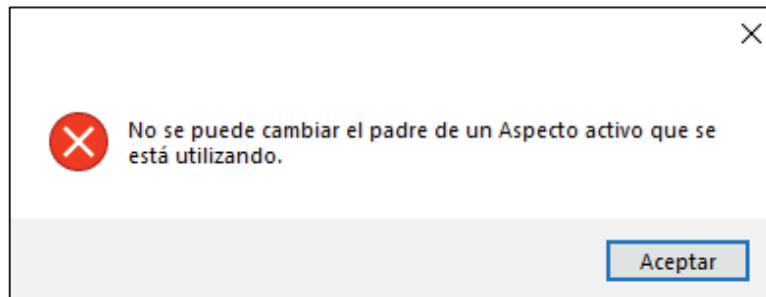 No se puede cambiar el padre de un Aspecto activo que se
está utilizando.
Aceptar